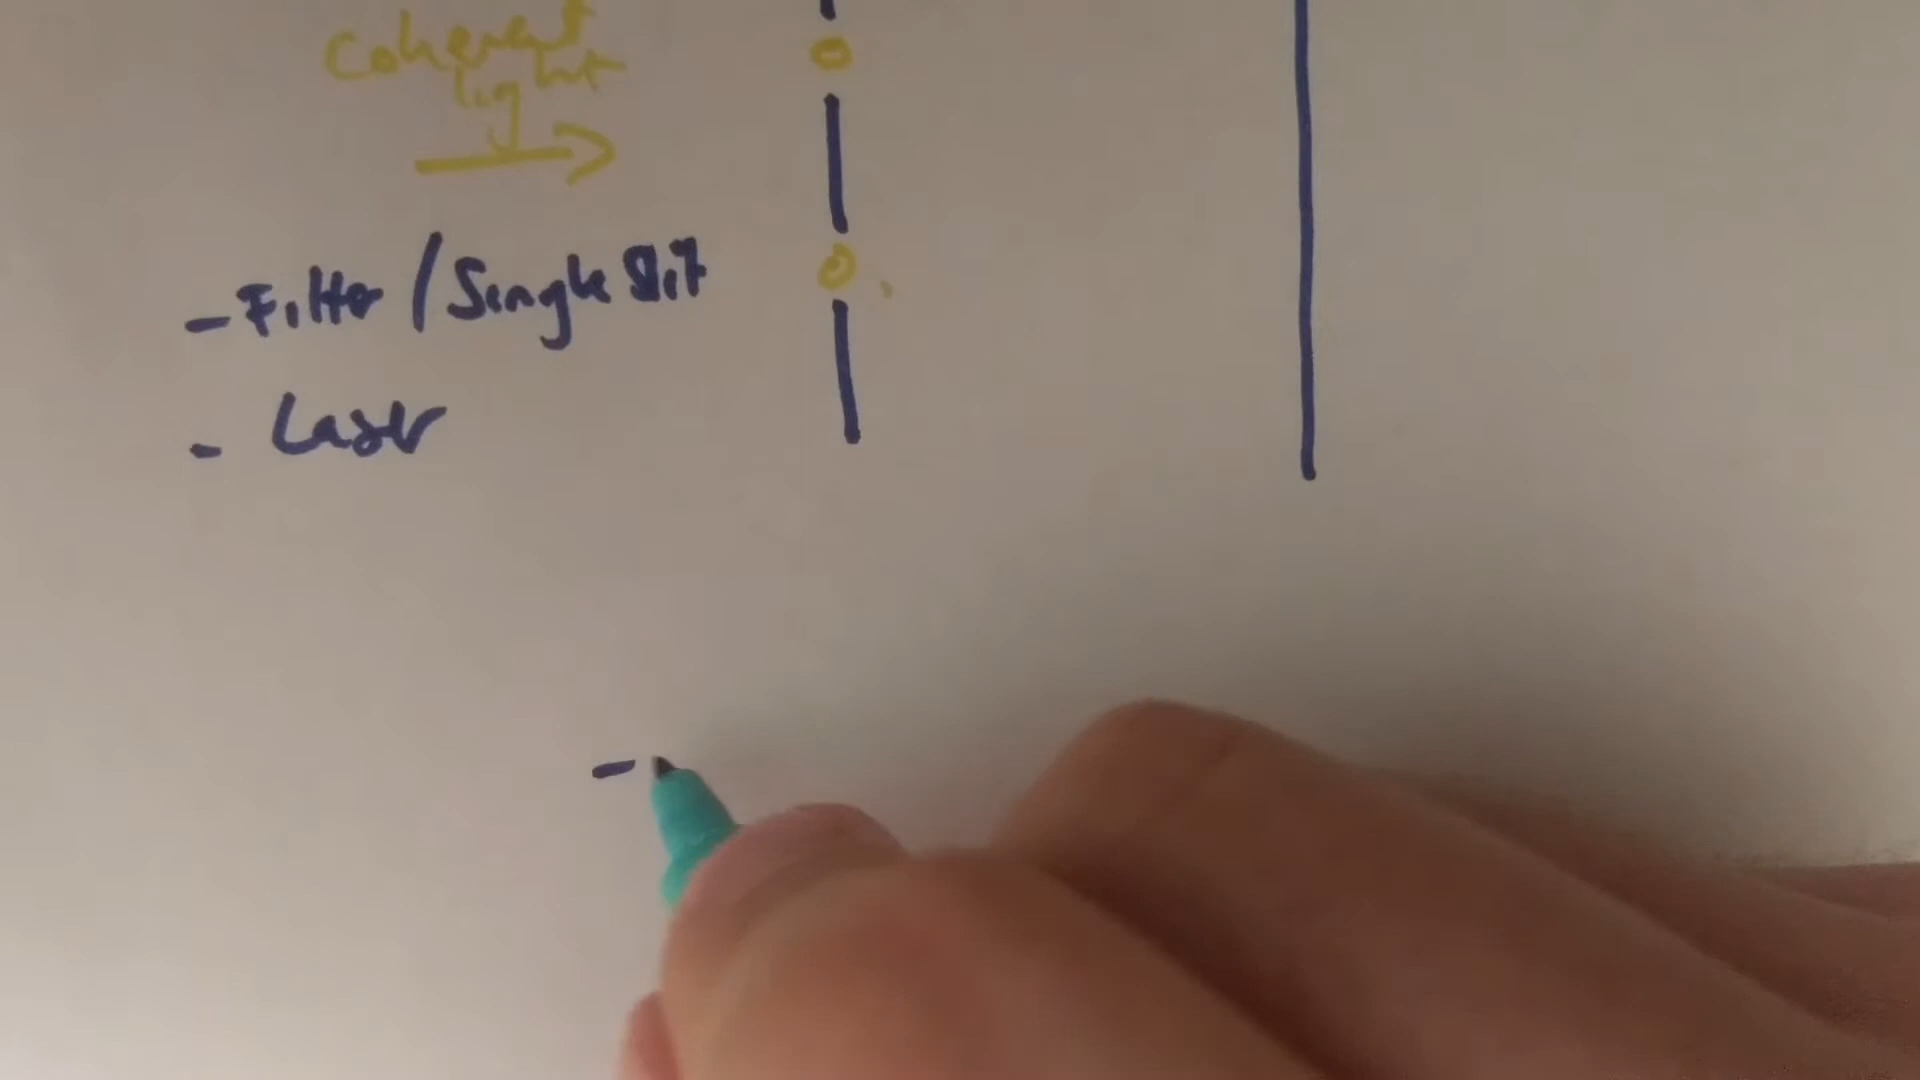 Coherent
light
- Filter / Single Slit
- Laser
-